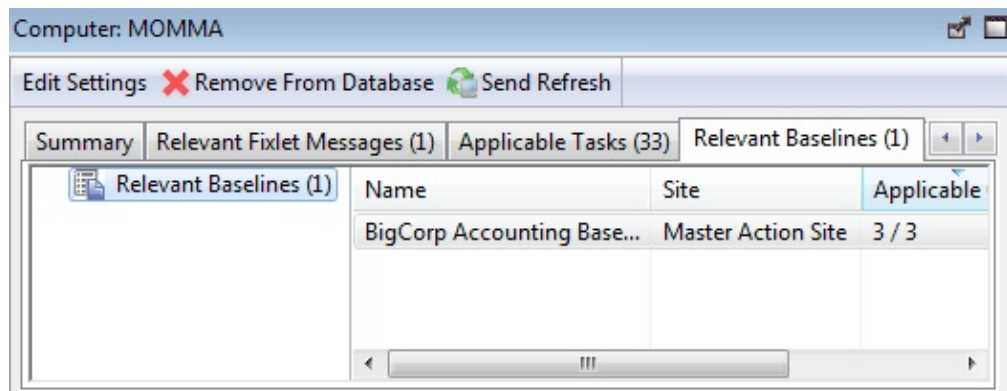 Computer: MOMMA
Edit Settings Remove From Database Send Refresh
Summary Relevant Fixlet Messages (1) Applicable Tasks (33) Relevant Baselines (1)
Relevant Baselines (1) Name Site Applicable
BigCorp Accounting Base... Master Action Site 3 / 3